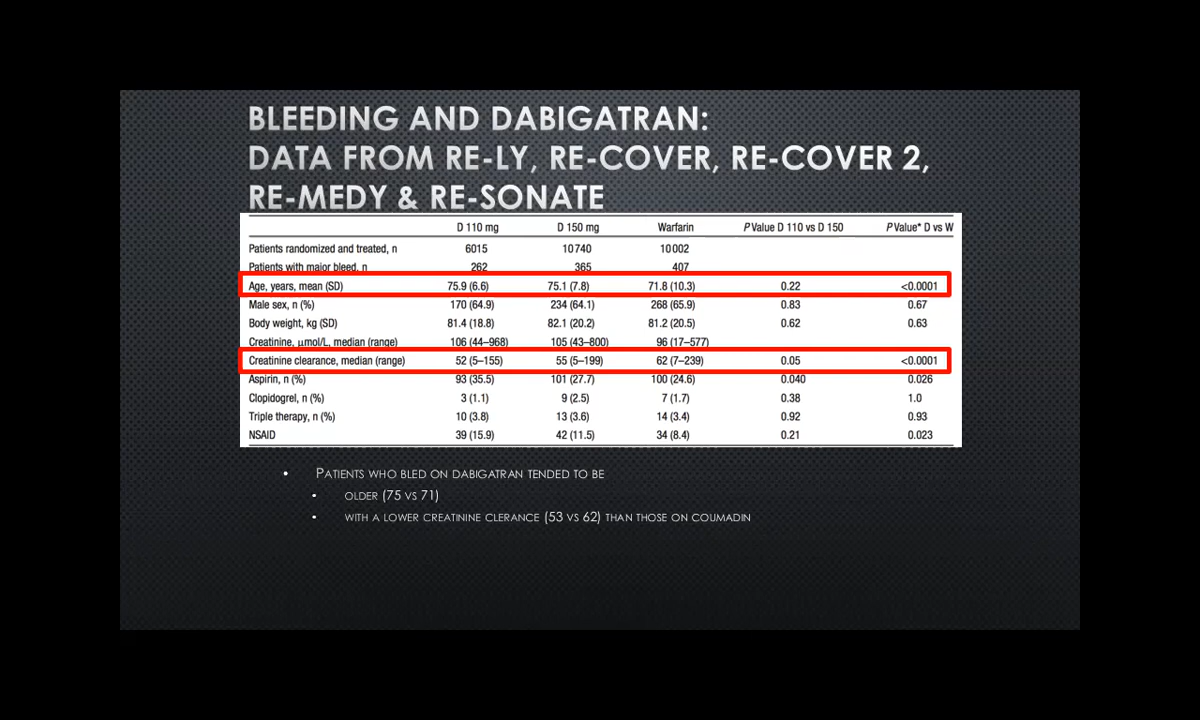 BLEEDING AND DABIGATRAN:
DATA FROM RE-LY, RE-COVER, RE-COVER 2,
RE-MEDY & RE-SONATE
D 110 mg D 150 mg Warfarin P Value D 110 vs D 150 P Value* D vs W
Patients randomized and treated, n 6015 10740 10002
Patients with major bleed, n 262 365 407
Age, years, mean (SD) 75.9 (6.6) 75.1 (7.8) 71.8 (10.3) 0.22 <0.0001
Male sex, n (%) 170 (64.9) 234 (64.1) 268 (65.9) 0.83 0.67
Body weight, kg (SD) 81.4 (18.8) 82.1 (20.2) 81.2 (20.5) 0.62 0.63
Creatinine, μmol/L, median (range) 106 (44–968) 105 (43–800) 96 (17–577)
Creatinine clearance, median (range) 52 (5–155) 55 (5–199) 62 (7–239) 0.05 <0.0001
Aspirin, n (%) 93 (35.5) 101 (27.7) 100 (24.6) 0.040 0.026
Clopidogrel, n (%) 3 (1.1) 9 (2.5) 7 (1.7) 0.38 1.0
Triple therapy, n (%) 10 (3.8) 13 (3.6) 14 (3.4) 0.92 0.93
NSAID 39 (15.9) 42 (11.5) 34 (8.4) 0.21 0.023
• PATIENTS WHO BLED ON DABIGATRAN TENDED TO BE
• OLDER (75 VS 71)
• WITH A LOWER CREATININE CLERANCE (53 VS 62) THAN THOSE ON COUMADIN